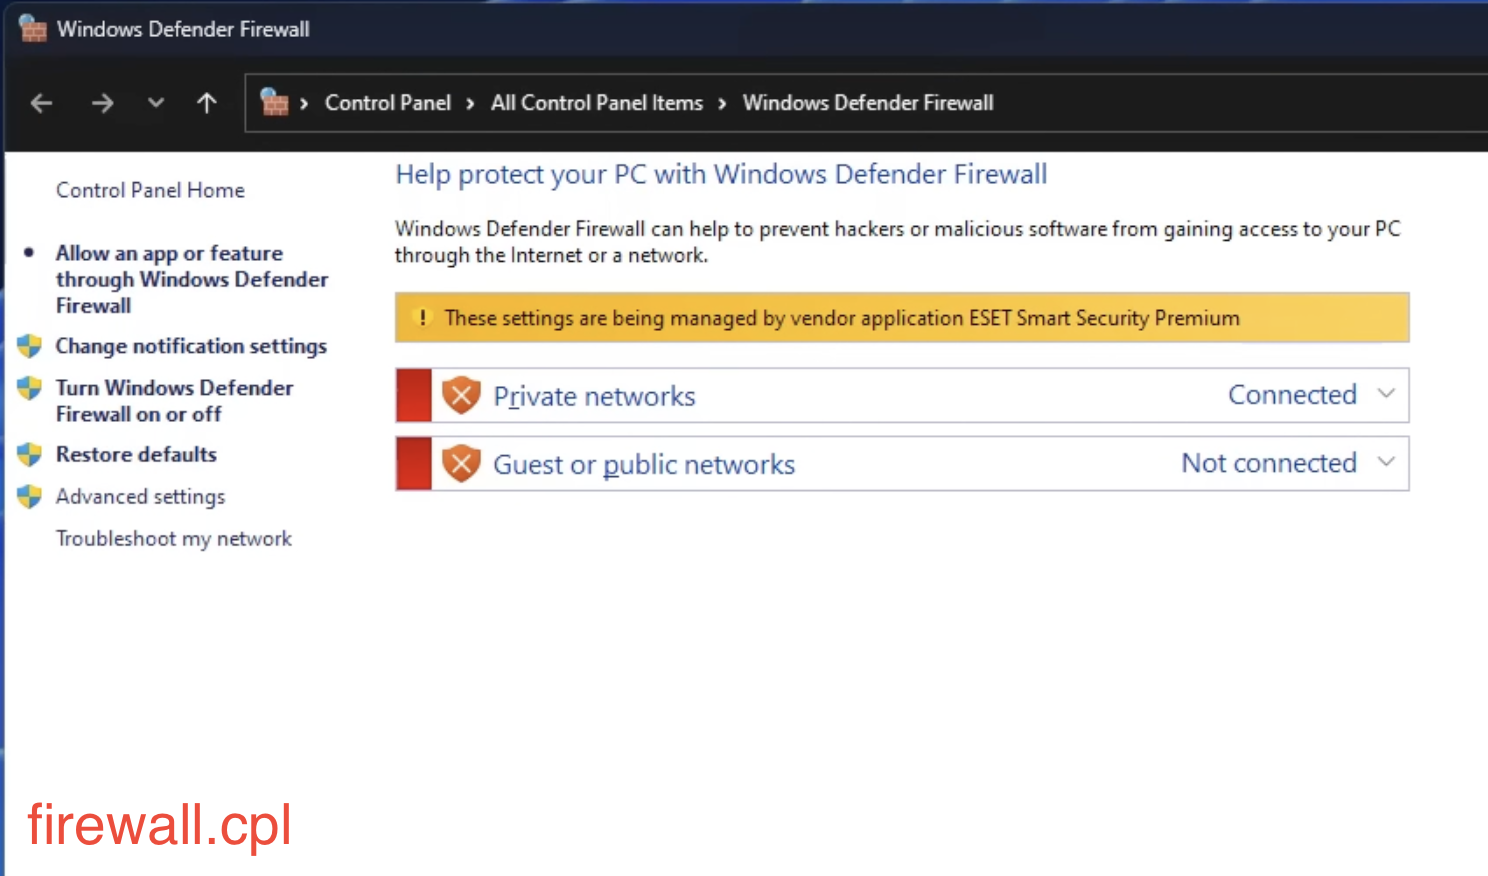 Windows Defender Firewall
Control Panel > All Control Panel Items > Windows Defender Firewall
Control Panel Home
Allow an app or feature
through Windows Defender
Firewall
Change notification settings
Turn Windows Defender
Firewall on or off
Restore defaults
Advanced settings
Troubleshoot my network
Help protect your PC with Windows Defender Firewall
Windows Defender Firewall can help to prevent hackers or malicious software from gaining access to your PC
through the Internet or a network.
These settings are being managed by vendor application ESET Smart Security Premium
Private networks Connected
Guest or public networks Not connected
firewall.cpl